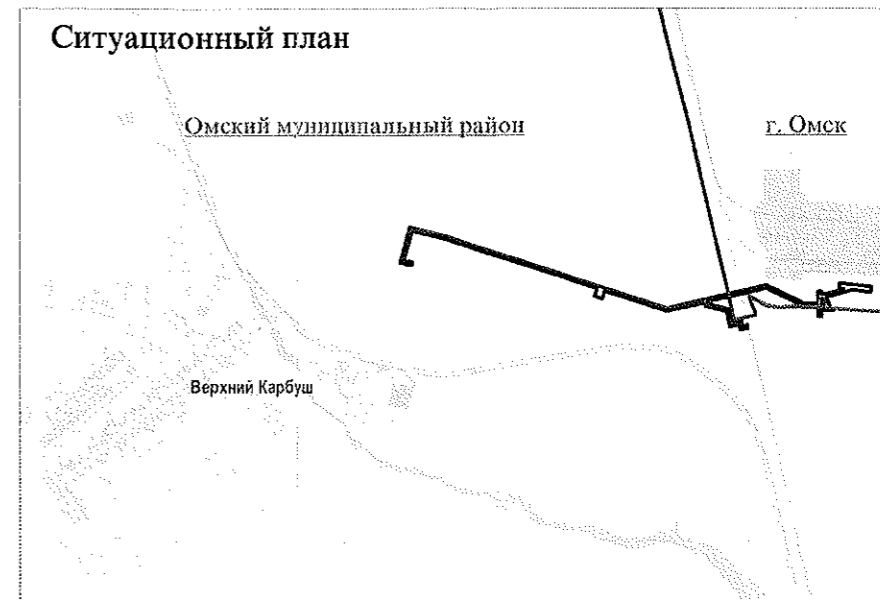 Ситуационный план
Омский муниципальный район
г. Омск
Верхний Карбуш